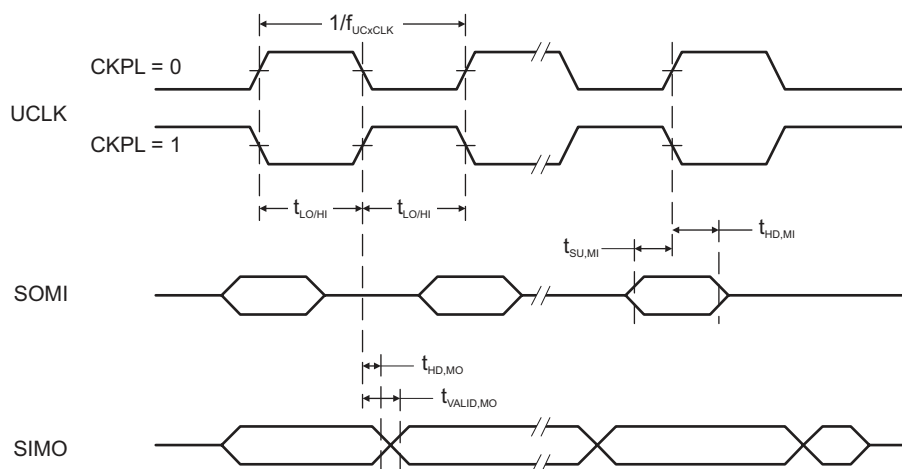 1/fUCxCLK
CKPL = 0
UCLK
CKPL = 1
tLO/HI tLO/HI
tHD,MI
tSU,MI
SOMI
tHD,MO
tVALID,MO
SIMO